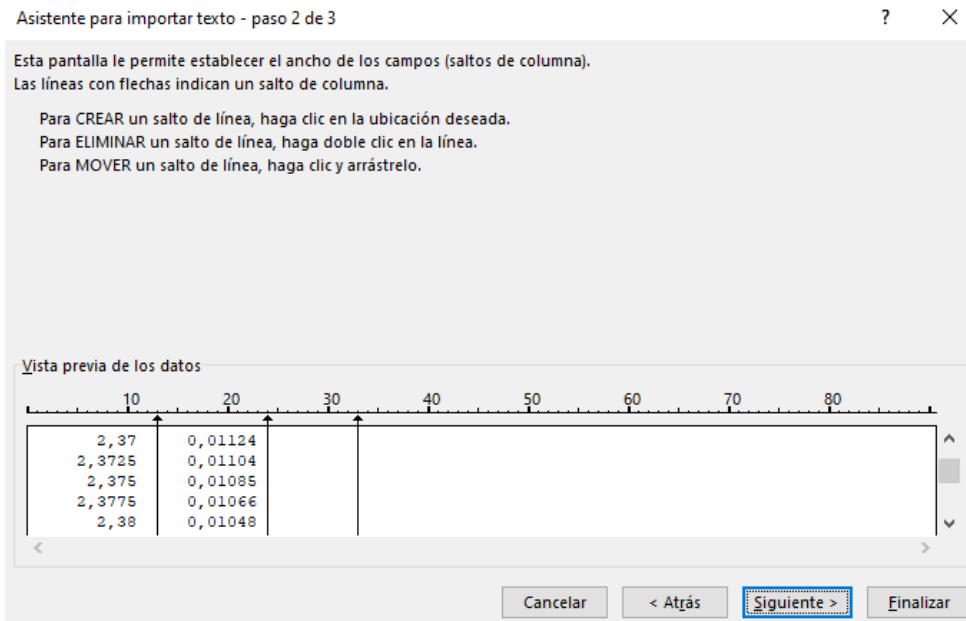 Asistente para importar texto - paso 2 de 3 ? ×
Esta pantalla le permite establecer el ancho de los campos (saltos de columna).
Las líneas con flechas indican un salto de columna.
Para CREAR un salto de línea, haga clic en la ubicación deseada.
Para ELIMINAR un salto de línea, haga doble clic en la línea.
Para MOVER un salto de línea, haga clic y arrástrelo.
Vista previa de los datos
10 20 30 40 50 60 70 80
2,37 0,01124
2,3725 0,01104
2,375 0,01085
2,3775 0,01066
2,38 0,01048
Cancelar < Atrás Siguiente > Finalizar